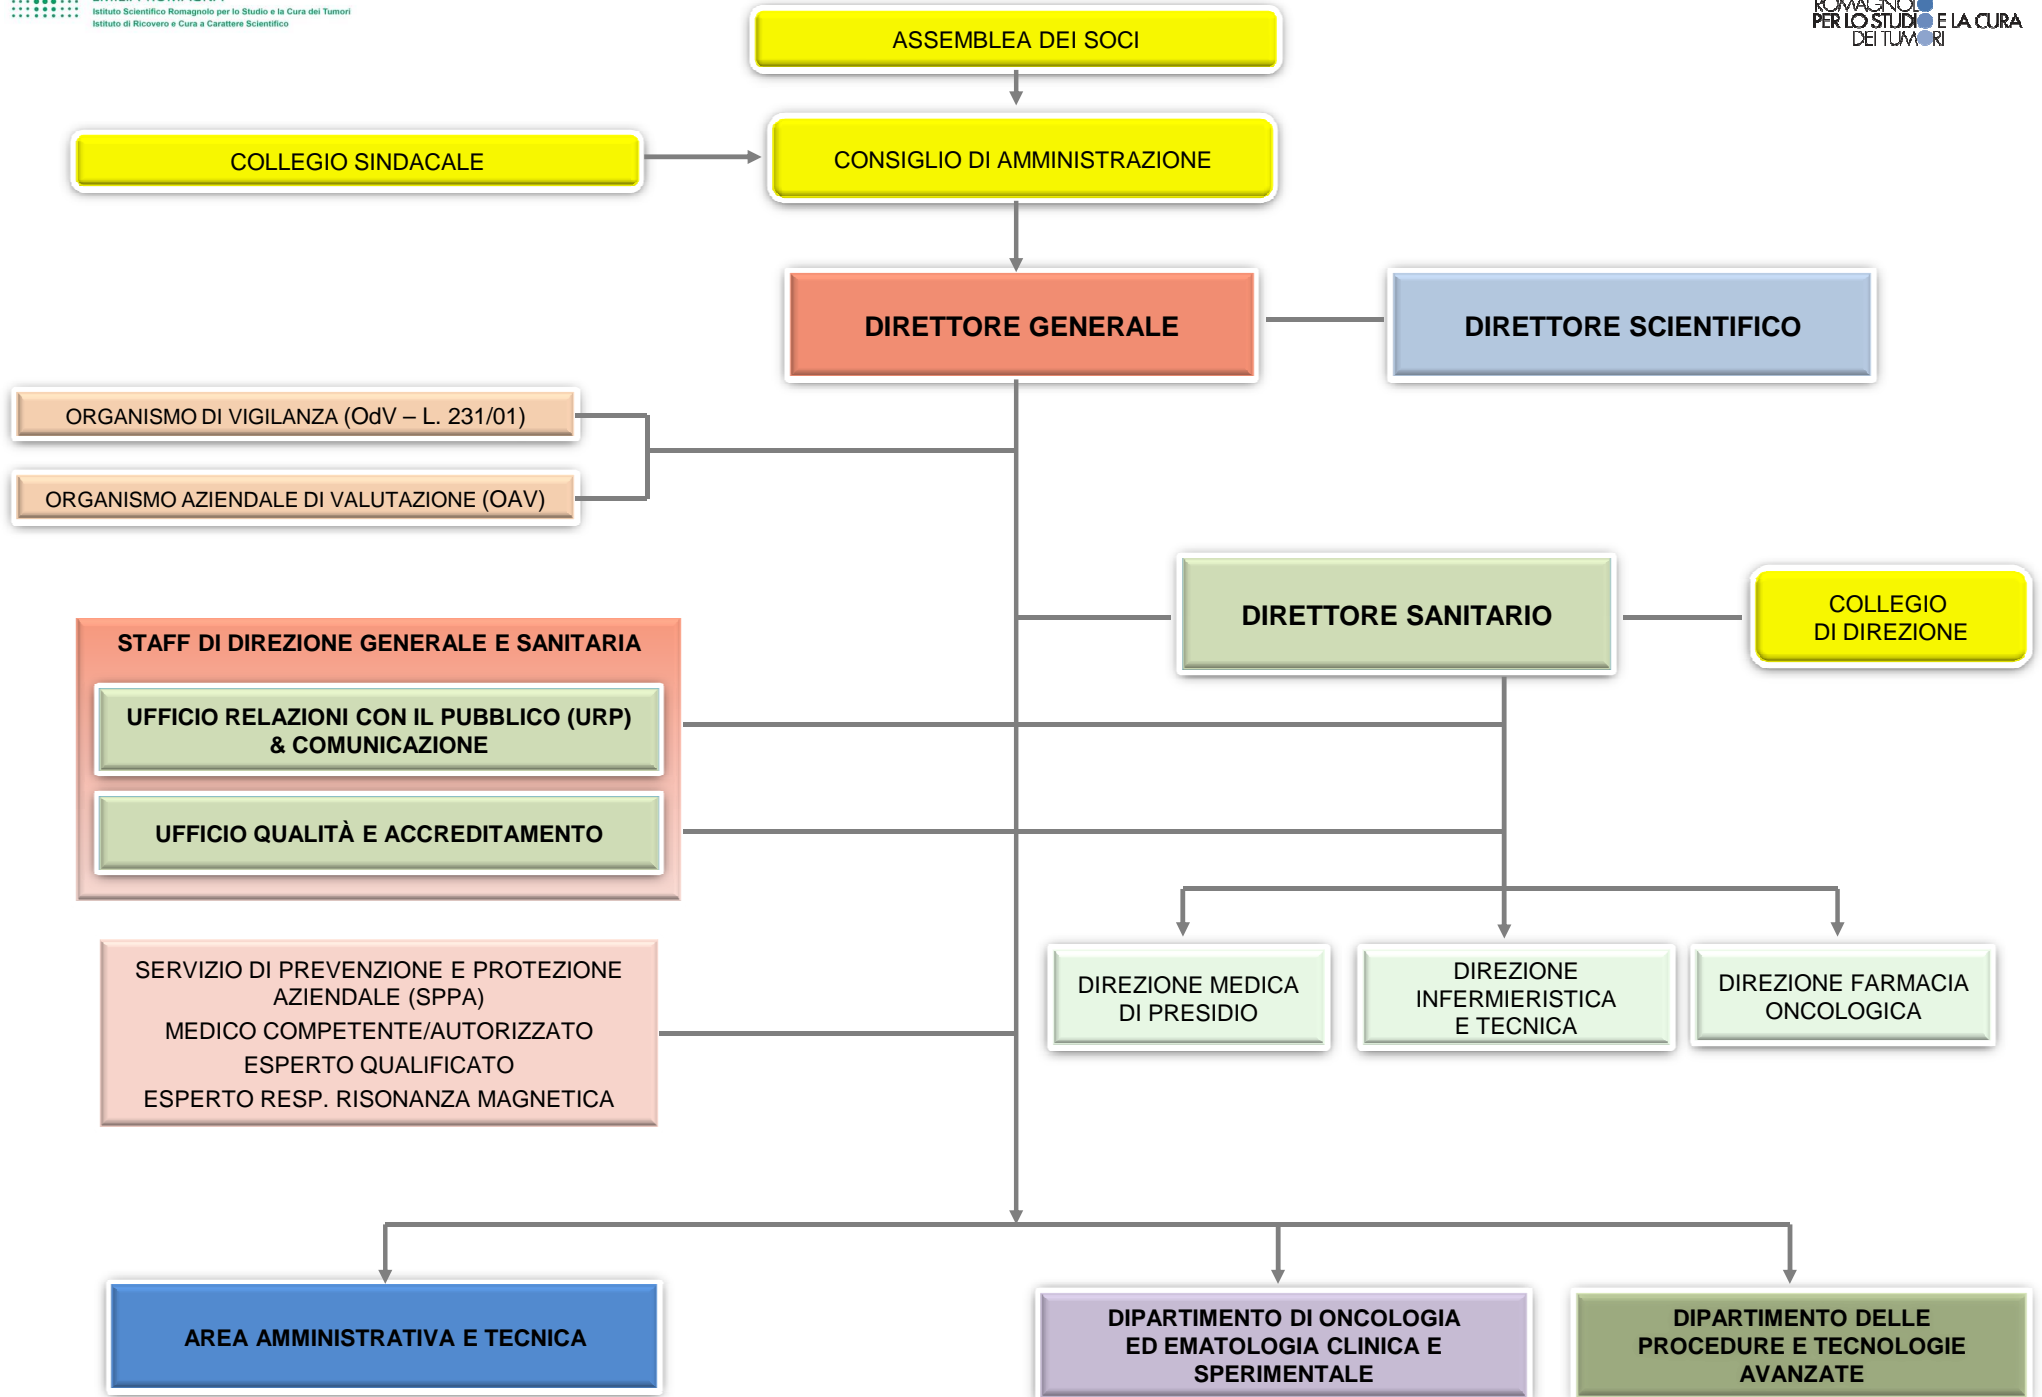 Istituto Scientifico Romagnolo per lo Studio e la Cura dei Tumori
Istituto di Ricovero e Cura a Carattere Scientifico
PER LO STUDIO E LA CURA
DEI TUMORI
ASSEMBLEA DEI SOCI
COLLEGIO SINDACALE
CONSIGLIO DI AMMINISTRAZIONE
DIRETTORE GENERALE
DIRETTORE SCIENTIFICO
ORGANISMO DI VIGILANZA (OdV – L. 231/01)
ORGANISMO AZIENDALE DI VALUTAZIONE (OAV)
DIRETTORE SANITARIO
COLLEGIO
DI DIREZIONE
STAFF DI DIREZIONE GENERALE E SANITARIA
UFFICIO RELAZIONI CON IL PUBBLICO (URP)
& COMUNICAZIONE
UFFICIO QUALITÀ E ACCREDITAMENTO
SERVIZIO DI PREVENZIONE E PROTEZIONE
AZIENDALE (SPPA)
MEDICO COMPETENTE/AUTORIZZATO
ESPERTO QUALIFICATO
ESPERTO RESP. RISONANZA MAGNETICA
DIREZIONE MEDICA
DI PRESIDIO
DIREZIONE
INFERMIERISTICA
E TECNICA
DIREZIONE FARMACIA
ONCOLOGICA
AREA AMMINISTRATIVA E TECNICA
DIPARTIMENTO DI ONCOLOGIA
ED EMATOLOGIA CLINICA E
SPERIMENTALE
DIPARTIMENTO DELLE
PROCEDURE E TECNOLOGIE
AVANZATE